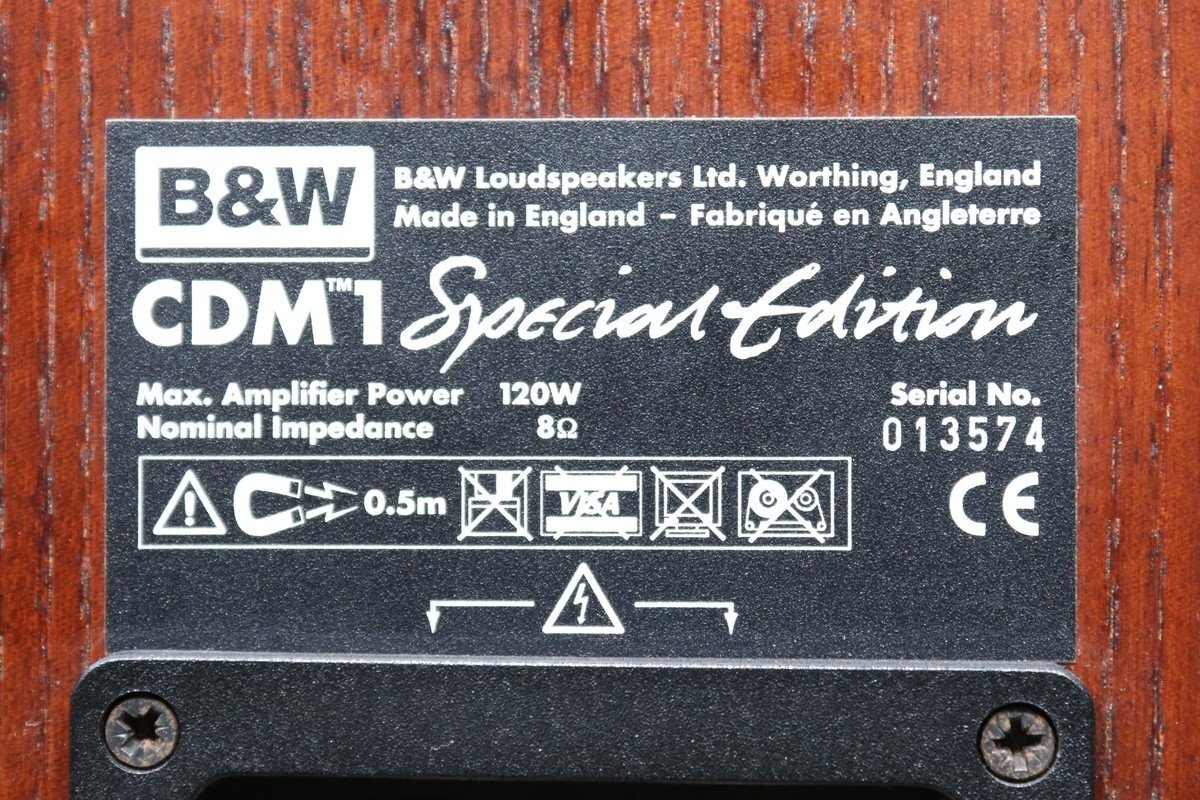 B&W
B&W Loudspeakers Ltd. Worthing, England
Made in England – Fabriqué en Angleterre
CDM™1 Special Edition
Max. Amplifier Power 120W
Nominal Impedance 8Ω
Serial No.
013574
0.5m
VISA
CE